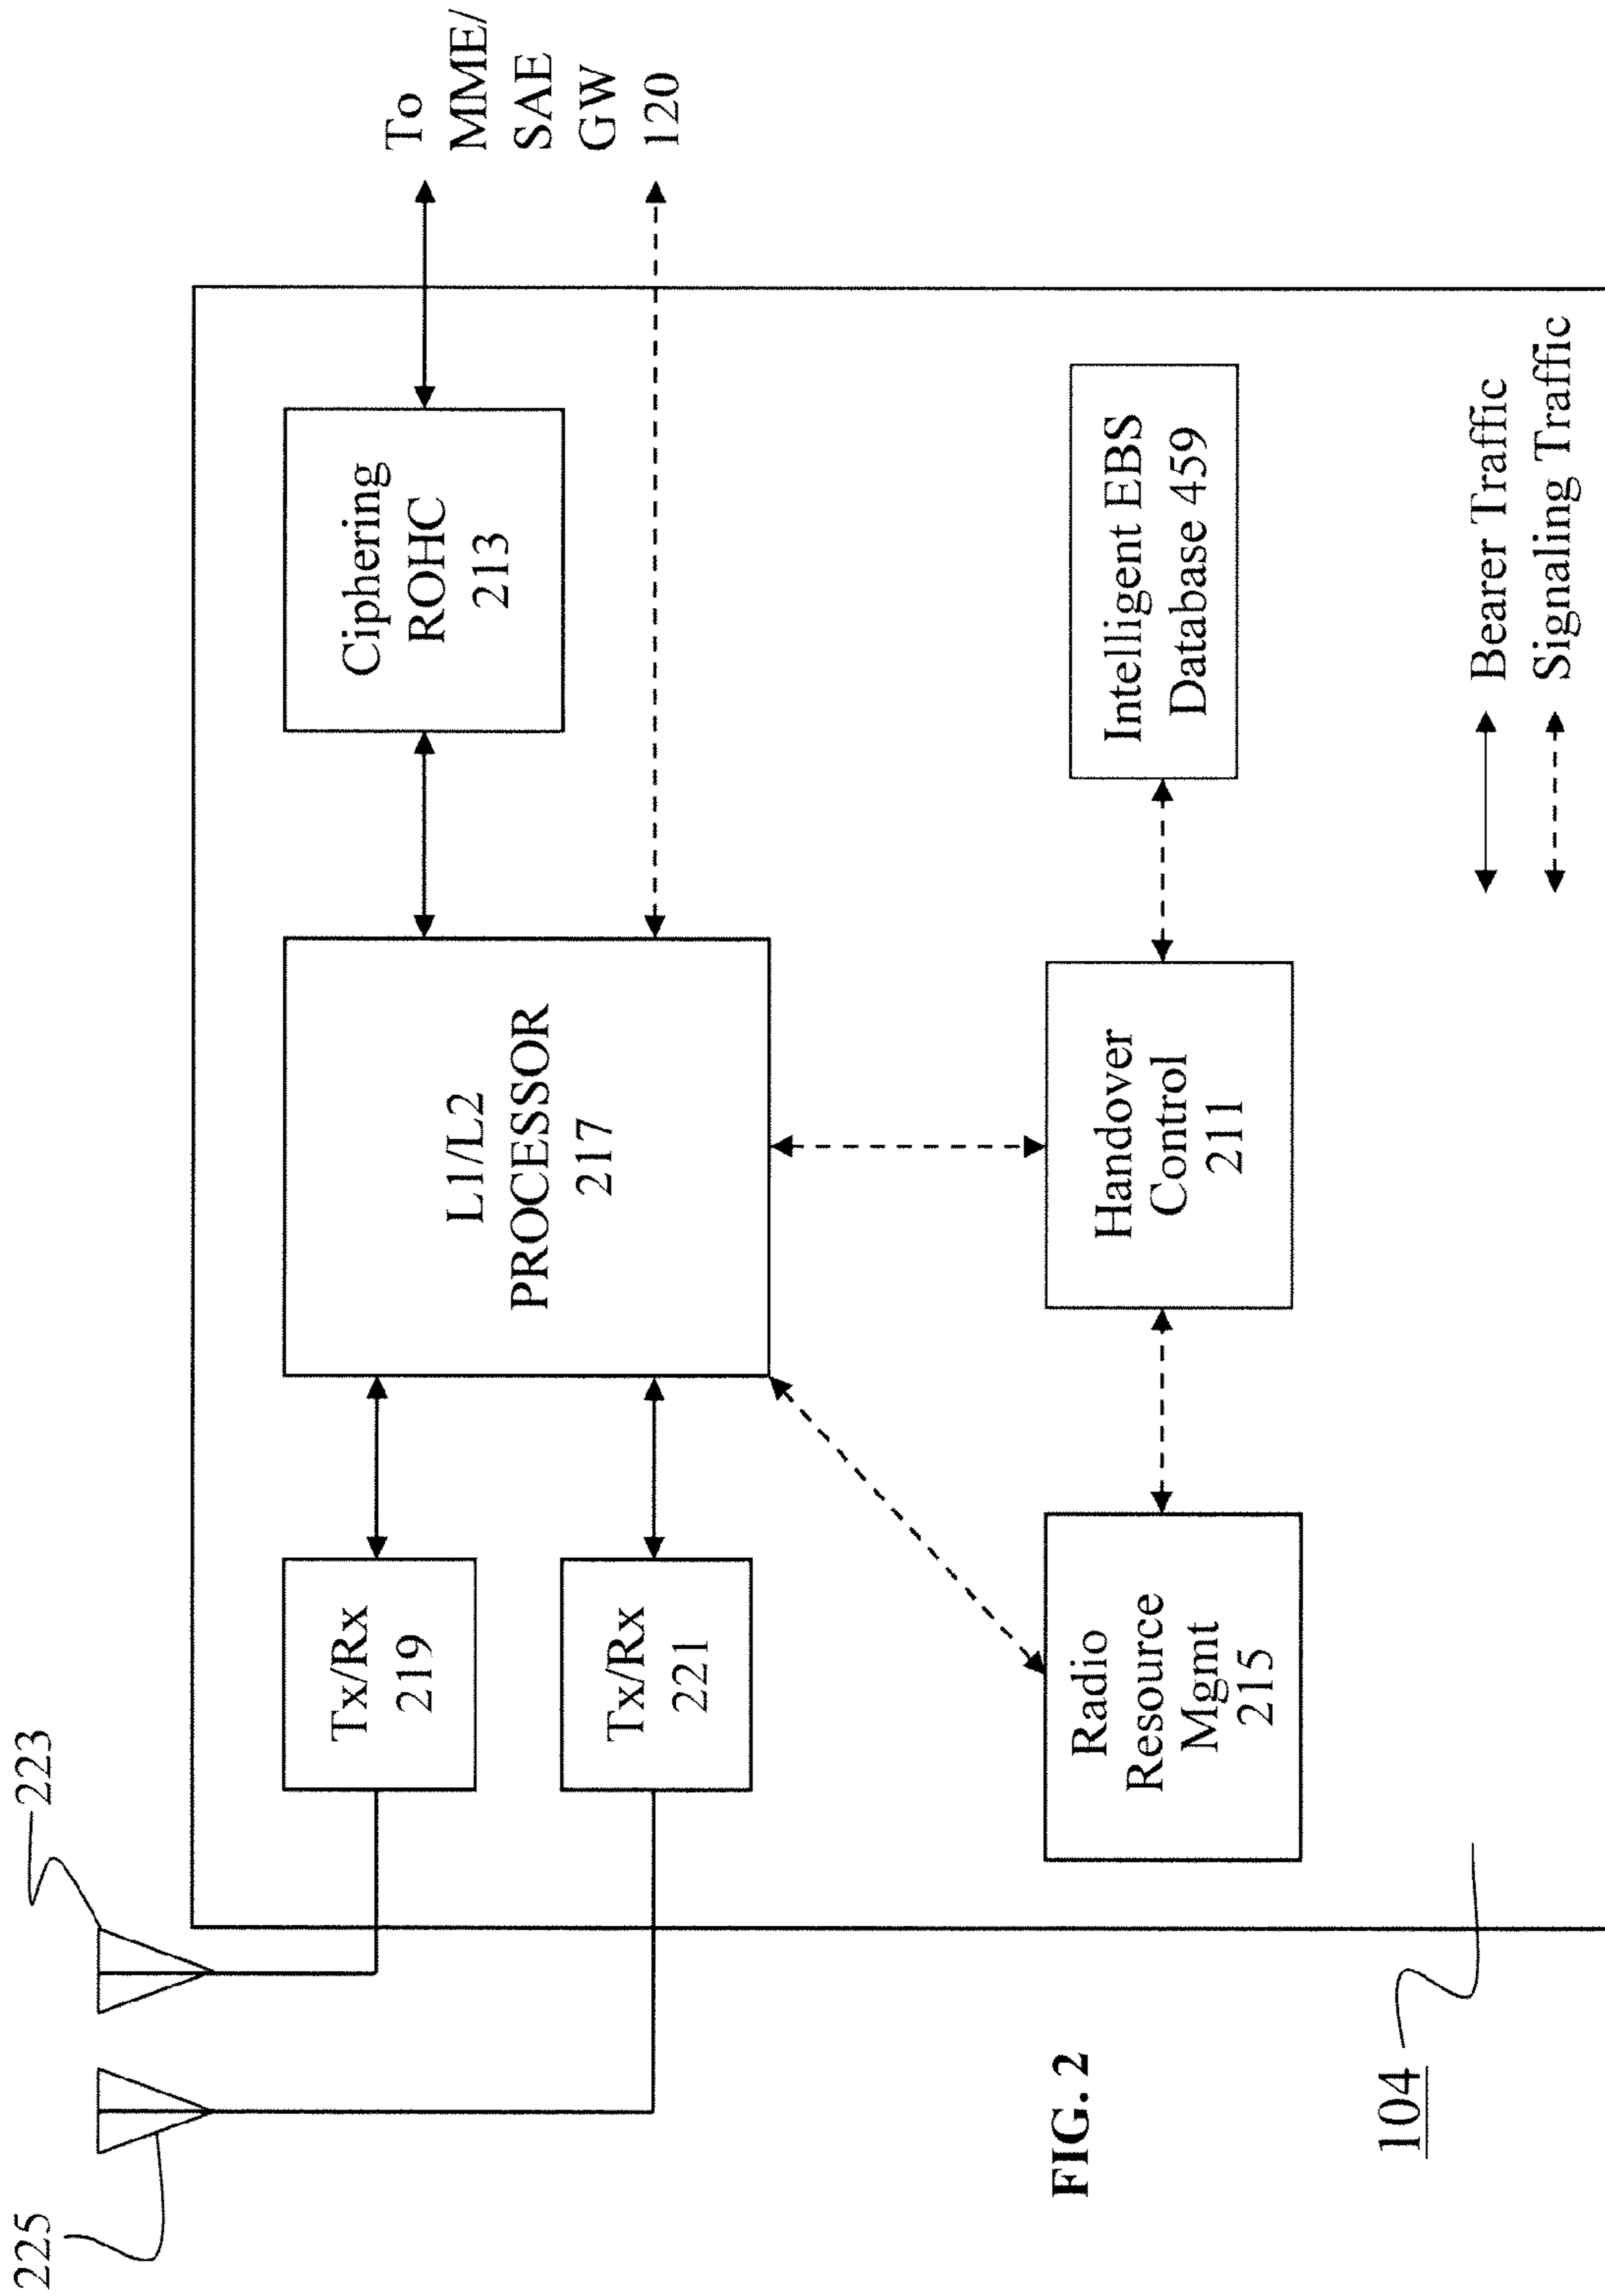 225
223
Tx/Rx
219
Tx/Rx
221
L1/L2
PROCESSOR
217
Ciphering
ROHC
213
To
MME/
SAE
GW
120
Radio
Resource
Mgmt
215
Handover
Control
211
Intelligent EBS
Database 459
Bearer Traffic
Signaling Traffic
FIG. 2
104